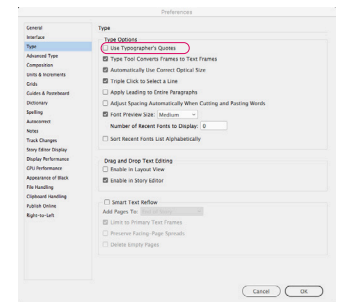 Preferences
General
Interface
Type
Advanced Type
Composition
Units & Increments
Grids
Guides & Pasteboard
Dictionary
Spelling
Autocorrect
Notes
Track Changes
Story Editor Display
Display Performance
GPU Performance
Appearance of Black
File Handling
Clipboard Handling
Publish Online
Right-to-Left
Type
Type Options
Use Typographer's Quotes
Type Tool Converts Frames to Text Frames
Automatically Use Correct Optical Size
Triple Click to Select a Line
Apply Leading to Entire Paragraphs
Adjust Spacing Automatically When Cutting and Pasting Words
Font Preview Size: Medium
Number of Recent Fonts to Display: 0
Sort Recent Fonts List Alphabetically
Drag and Drop Text Editing
Enable in Layout View
Enable in Story Editor
Smart Text Reflow
Add Pages To:
Limit to Primary Text Frames
Preserve Facing-Page Spreads
Delete Empty Pages
Cancel
OK